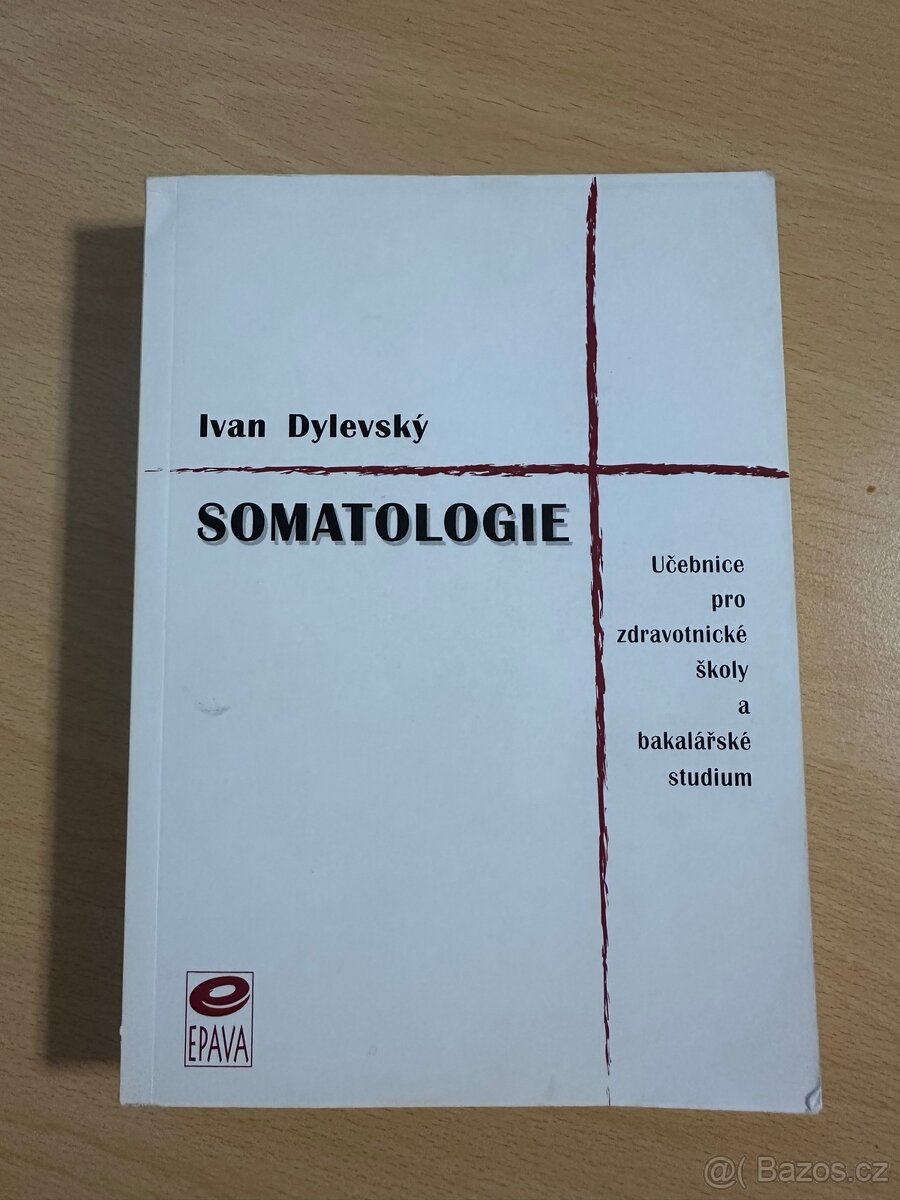 Ivan Dylevský
SOMATOLOGIE
Učebnice
pro
zdravotnické
školy
a
bakalářské
studium
EPAVA
@( Bazos.cz